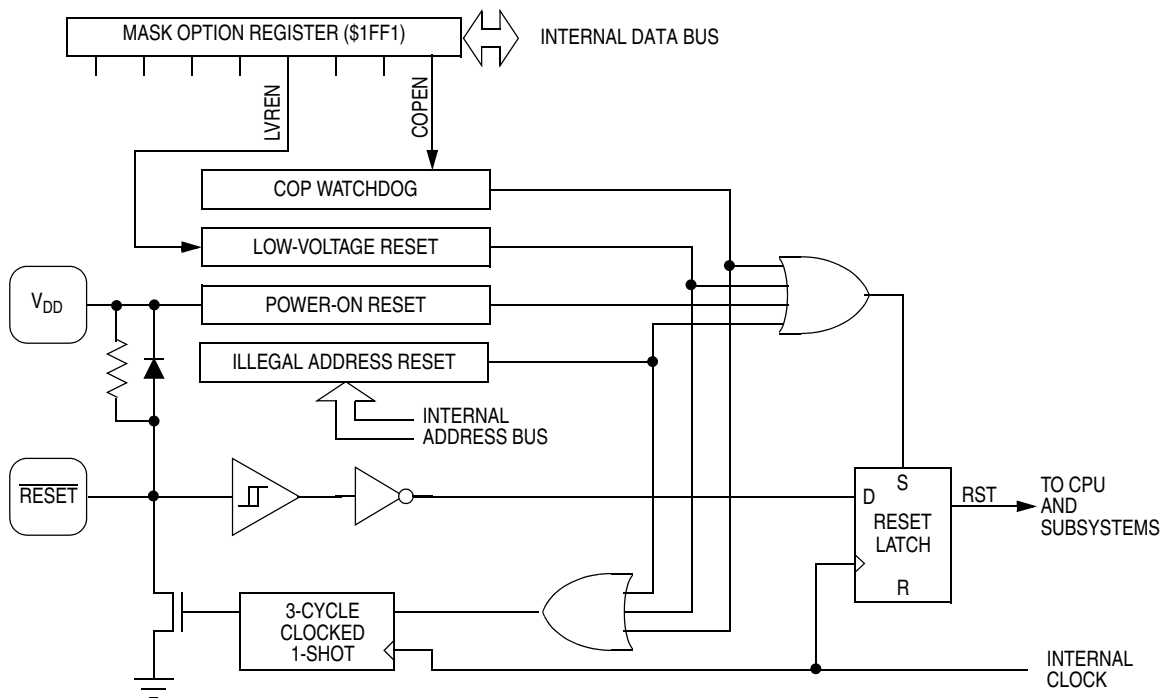 MASK OPTION REGISTER ($1FF1)
INTERNAL DATA BUS
LVREN
COPEN
COP WATCHDOG
LOW-VOLTAGE RESET
VDD
POWER-ON RESET
ILLEGAL ADDRESS RESET
INTERNAL
ADDRESS BUS
RESET
D
S
RESET
LATCH
R
RST
TO CPU
AND
SUBSYSTEMS
3-CYCLE
CLOCKED
1-SHOT
INTERNAL
CLOCK